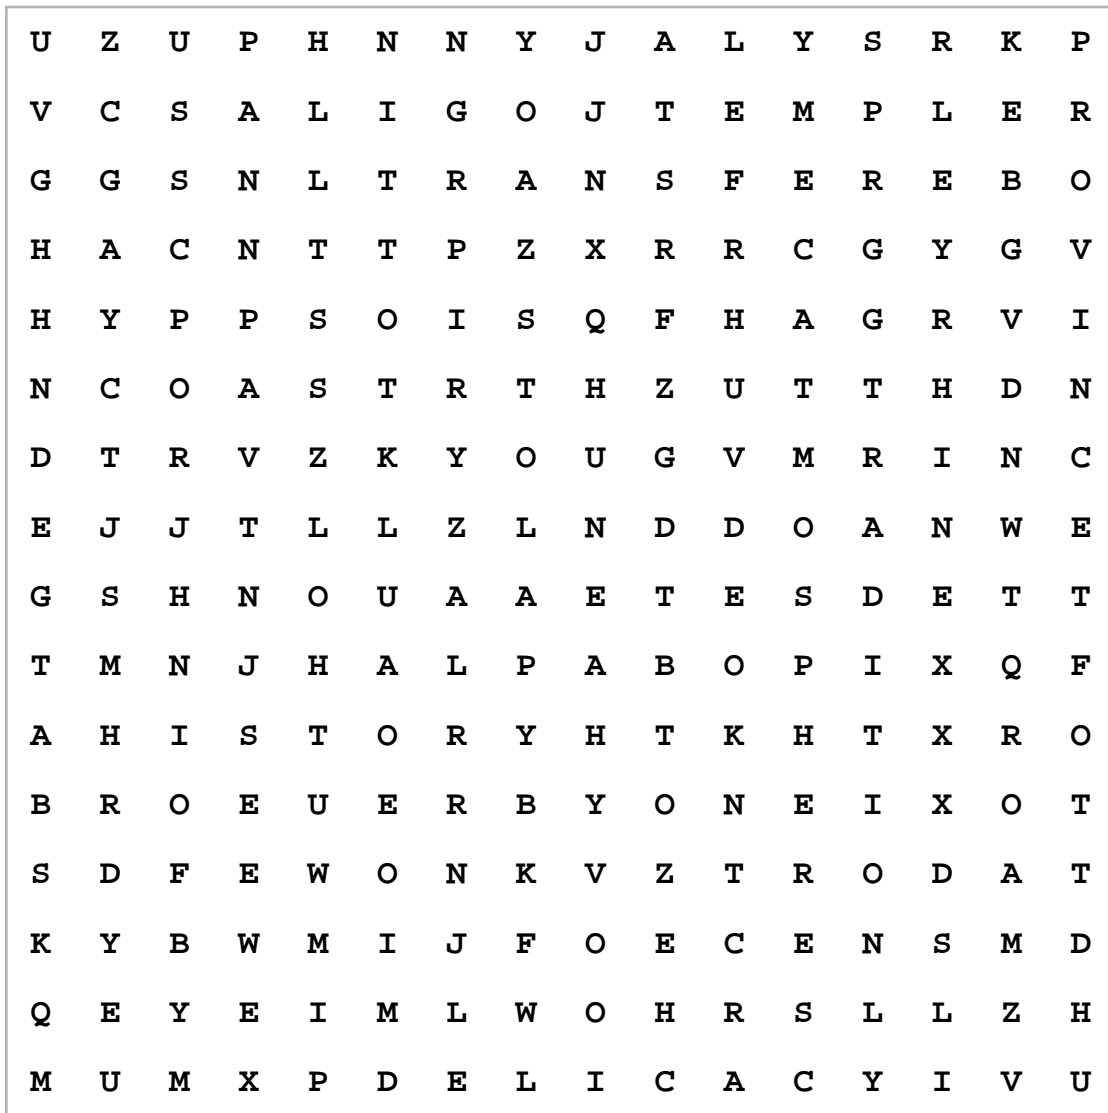 U Z U P H N N Y J A L Y S R K P
V C S A L I G O J T E M P L E R
G G S N L T R A N S F E R E B O
H A C N T T P Z X R R C G Y G V
H Y P P S O I S Q F H A G R V I
N C O A S T R T H Z U T T H D N
D T R V Z K Y O U G V M R I N C
E J J T L L Z L N D D O A N W E
G S H N O U A A E T E S D E T T
T M N J H A L P A B O P I X Q F
A H I S T O R Y H T K H T X R O
B R O E U E R B Y O N E I X O T
S D F E W O N K V Z T R O D A T
K Y B W M I J F O E C E N S M D
Q E Y E I M L W O H R S L L Z H
M U M X P D E L I C A C Y I V U